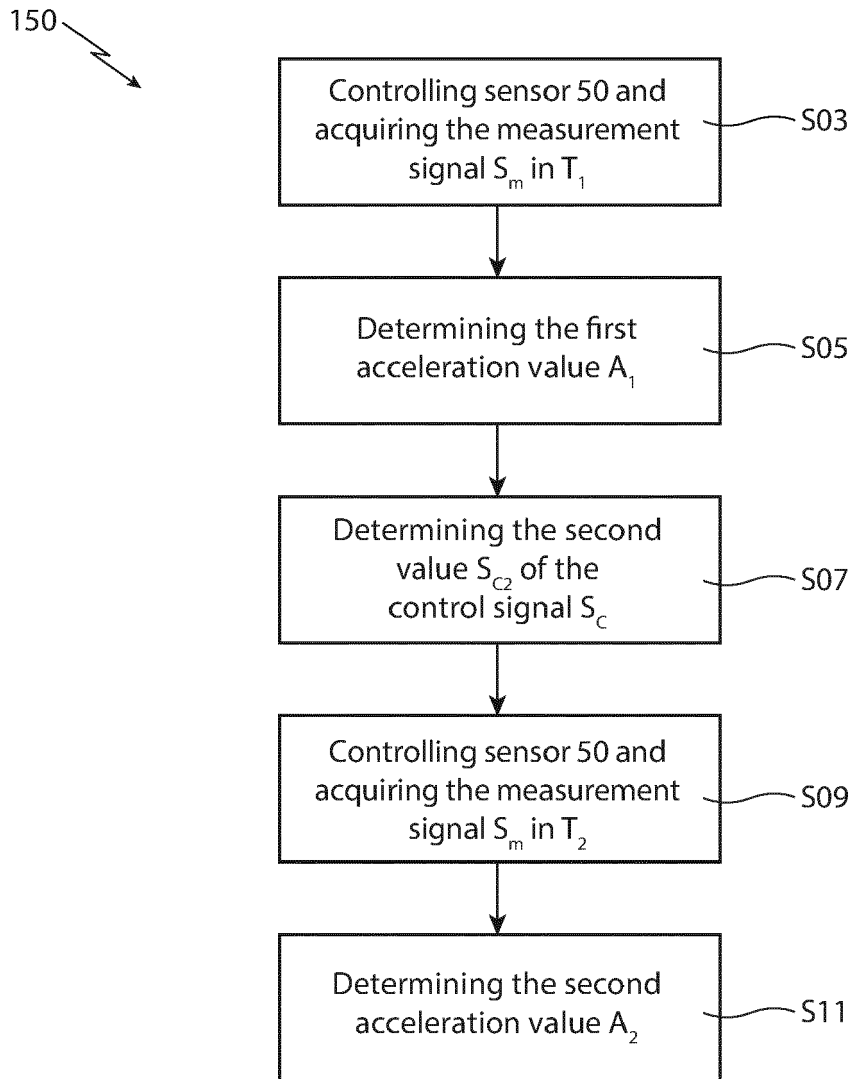 150
Controlling sensor 50 and
acquiring the measurement
signal Sₘ in T₁
S03
Determining the first
acceleration value A₁
S05
Determining the second
value S_C2 of the
control signal S_C
S07
Controlling sensor 50 and
acquiring the measurement
signal Sₘ in T₂
S09
Determining the second
acceleration value A₂
S11